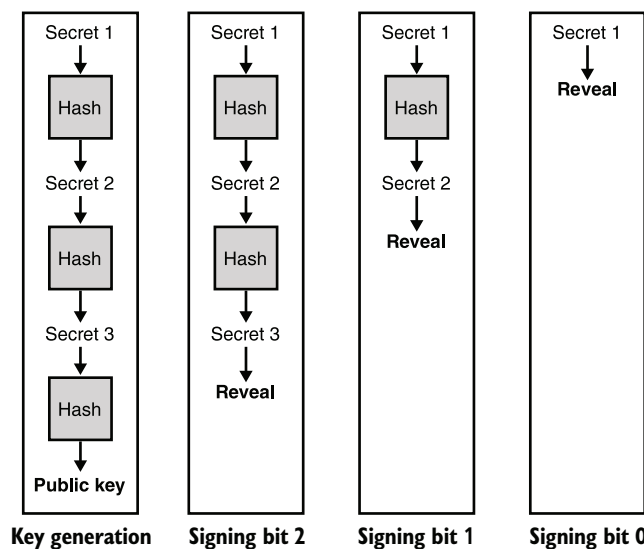 Secret 1
Hash
Secret 2
Hash
Secret 3
Hash
Public key
Key generation
Secret 1
Hash
Secret 2
Hash
Secret 3
Reveal
Signing bit 2
Secret 1
Hash
Secret 2
Reveal
Signing bit 1
Secret 1
Reveal
Signing bit 0